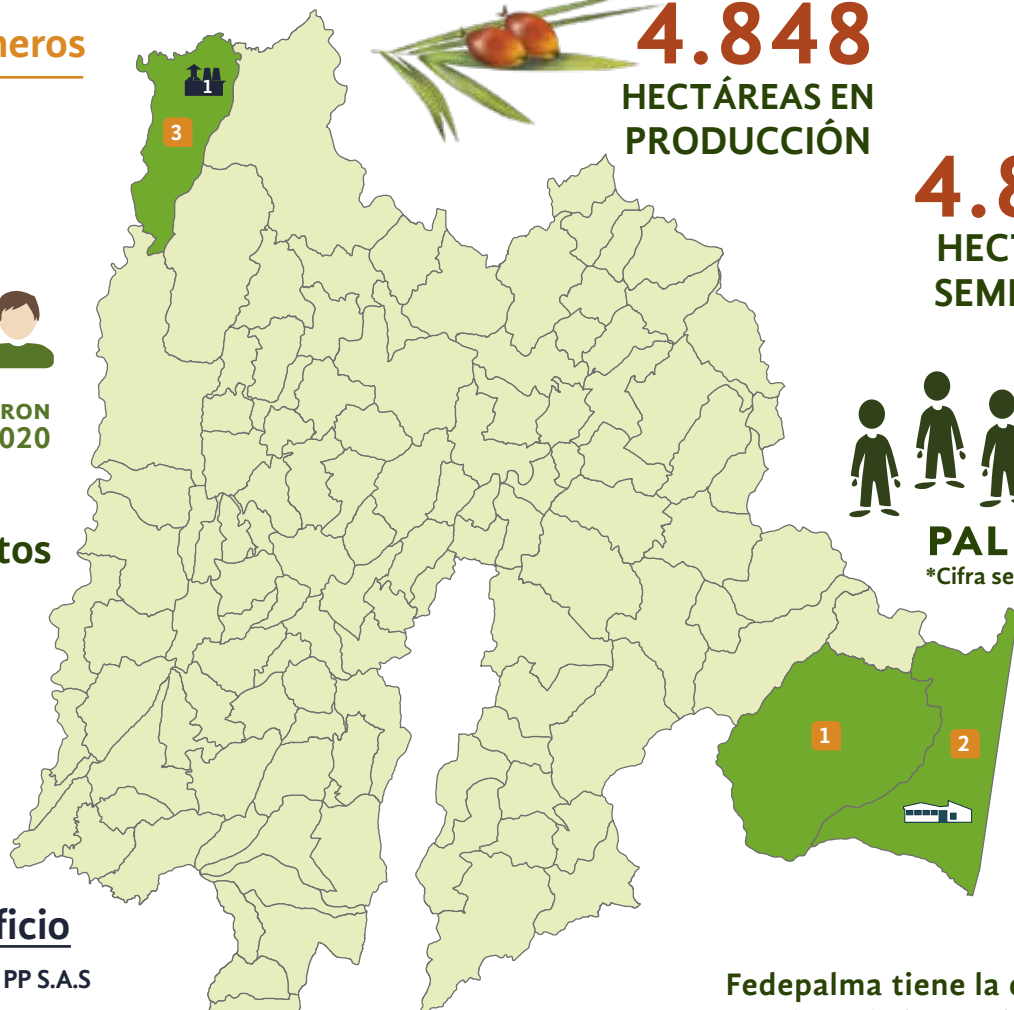 neros
4.848
HECTÁREAS EN
PRODUCCIÓN
1
3
4.8
HECT
SEM
RON
020
tos
PAL
*Cifra se
1
2
ficio
PP S.A.S
Fedepalma tiene la